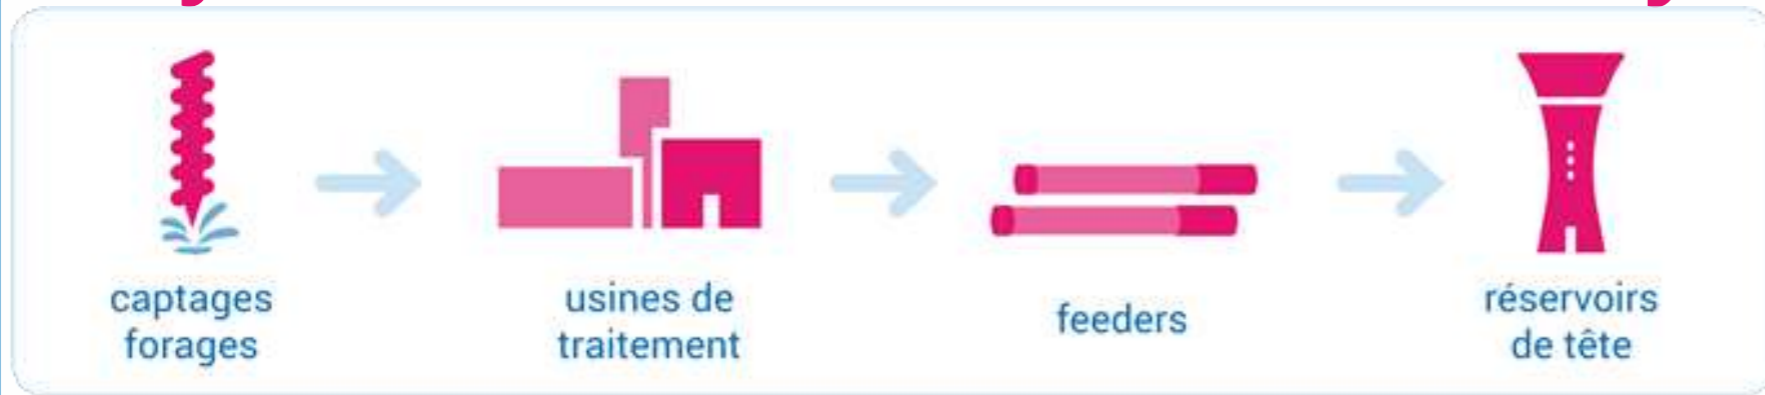 captages
forages
usines de
traitement
feeders
réservoirs
de tête